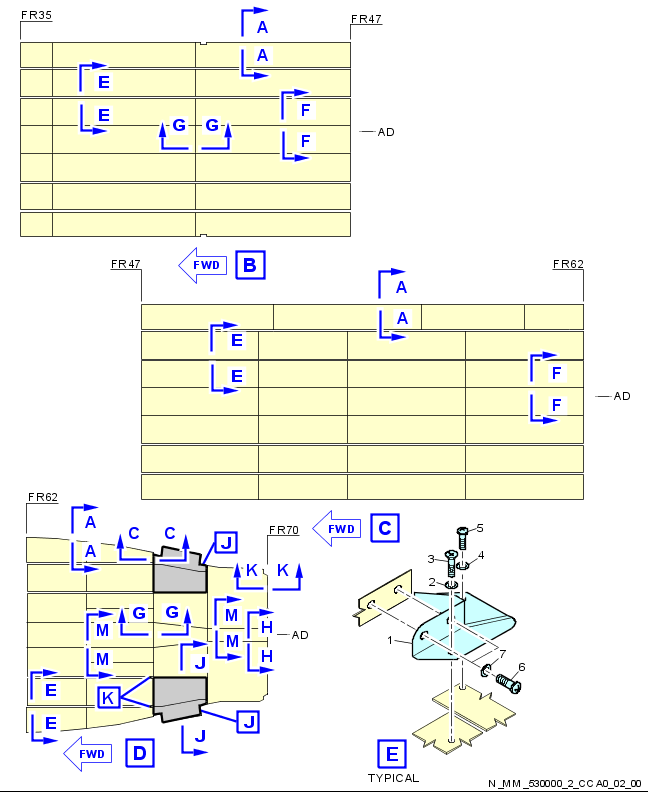 FR35
FR47
A
A
E
E
F
F
G G
AD
FWD B
FR47
FR62
A
A
E
E
F
F
AD
FWD C
FR62
FR70
A
A
C C
J
K K
G G
M
M
M
M
H
H
AD
J
E
E
K
J
J
FWD D
5
3
4
2
1
7
6
E
TYPICAL
N_MM_530000_2_CCA0_02_00